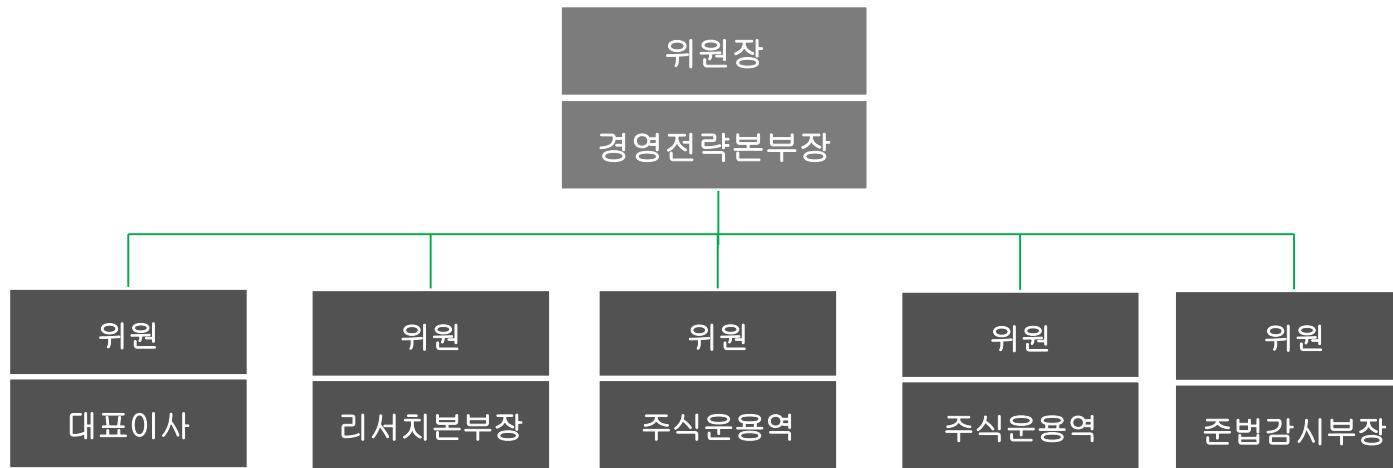 위원장
경영전략본부장
위원
대표이사
위원
리서치본부장
위원
주식운용역
위원
주식운용역
위원
준법감시부장